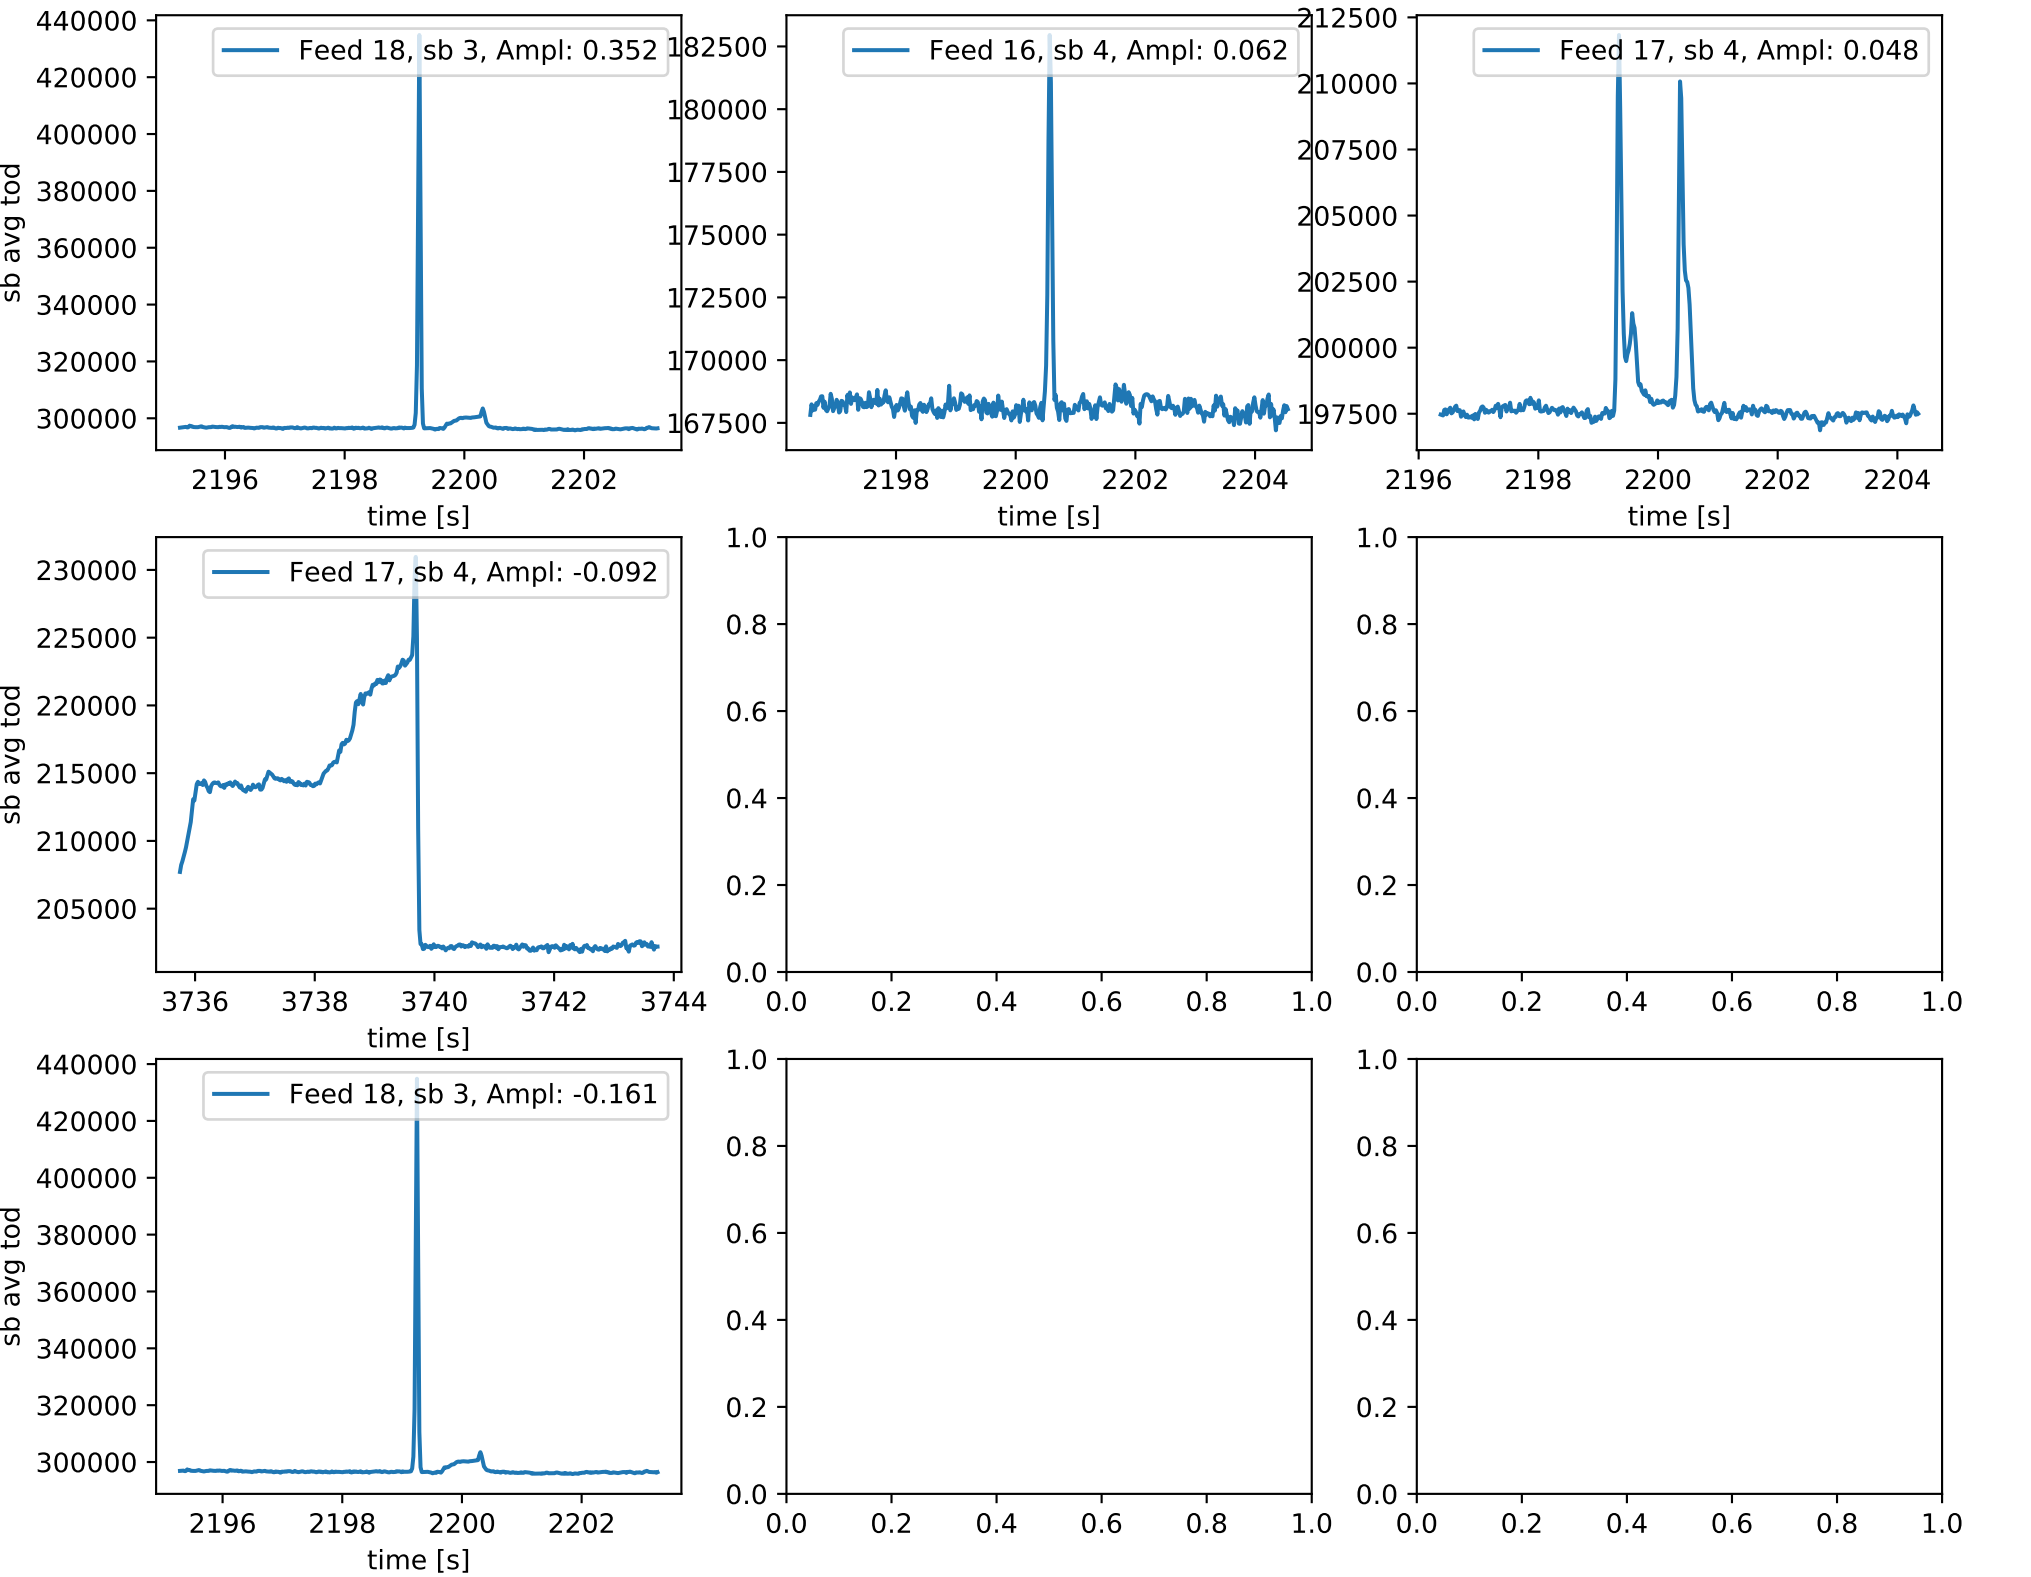 440000
420000
400000
380000
360000
340000
320000
300000
sb avg tod
Feed 18, sb 3, Ampl: 0.352
2196 2198 2200 2202
time [s]
182500
180000
177500
175000
172500
170000
167500
Feed 16, sb 4, Ampl: 0.062
2198 2200 2202 2204
time [s]
212500
210000
207500
205000
202500
200000
197500
Feed 17, sb 4, Ampl: 0.048
2196 2198 2200 2202 2204
time [s]
230000
225000
220000
215000
210000
205000
sb avg tod
Feed 17, sb 4, Ampl: -0.092
3736 3738 3740 3742 3744
time [s]
1.0
0.8
0.6
0.4
0.2
0.0
0.0 0.2 0.4 0.6 0.8 1.0
1.0
0.8
0.6
0.4
0.2
0.0
0.0 0.2 0.4 0.6 0.8 1.0
440000
420000
400000
380000
360000
340000
320000
300000
sb avg tod
Feed 18, sb 3, Ampl: -0.161
2196 2198 2200 2202
time [s]
1.0
0.8
0.6
0.4
0.2
0.0
0.0 0.2 0.4 0.6 0.8 1.0
1.0
0.8
0.6
0.4
0.2
0.0
0.0 0.2 0.4 0.6 0.8 1.0